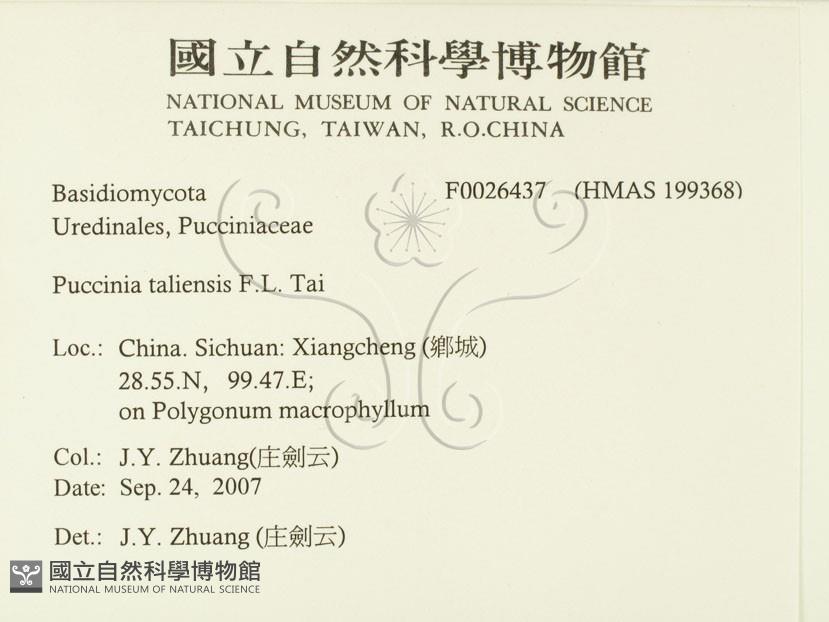 國立自然科學博物館
NATIONAL MUSEUM OF NATURAL SCIENCE
TAICHUNG, TAIWAN, R.O.CHINA
Basidiomycota F0026437 (HMAS 199368)
Uredinales, Pucciniaceae
Puccinia taliensis F.L. Tai
Loc.: China. Sichuan: Xiangcheng (鄉城)
28.55.N, 99.47.E;
on Polygonum macrophyllum
Col.: J.Y. Zhuang(庄劍云)
Date: Sep. 24, 2007
Det.: J.Y. Zhuang (庄劍云)
國立自然科學博物館
NATIONAL MUSEUM OF NATURAL SCIENCE